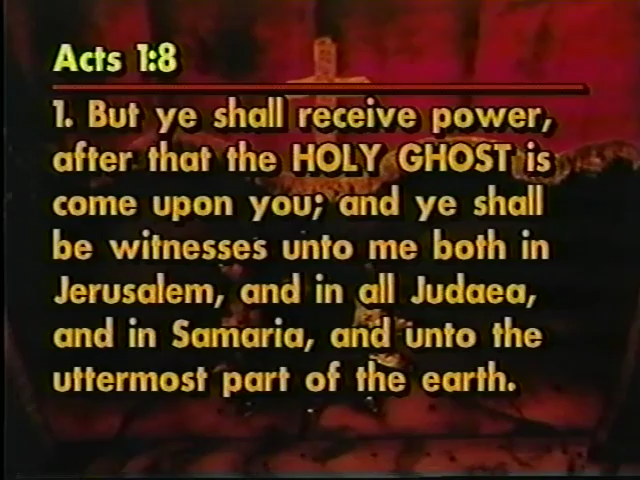 Acts 1:8
1. But ye shall receive power,
after that the HOLY GHOST is
come upon you; and ye shall
be witnesses unto me both in
Jerusalem, and in all Judaea,
and in Samaria, and unto the
uttermost part of the earth.